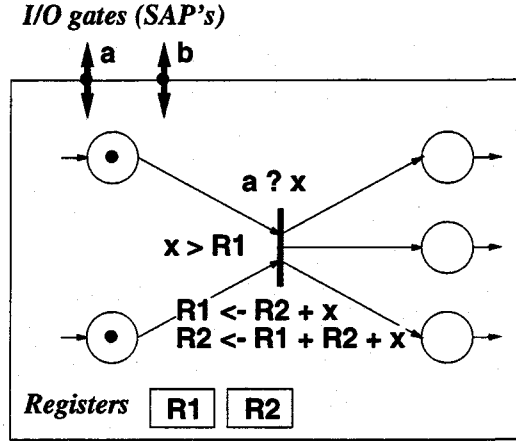 I/O gates (SAP's)
a b
a ? x
x > R1
R1 <- R2 + x
R2 <- R1 + R2 + x
Registers R1 R2